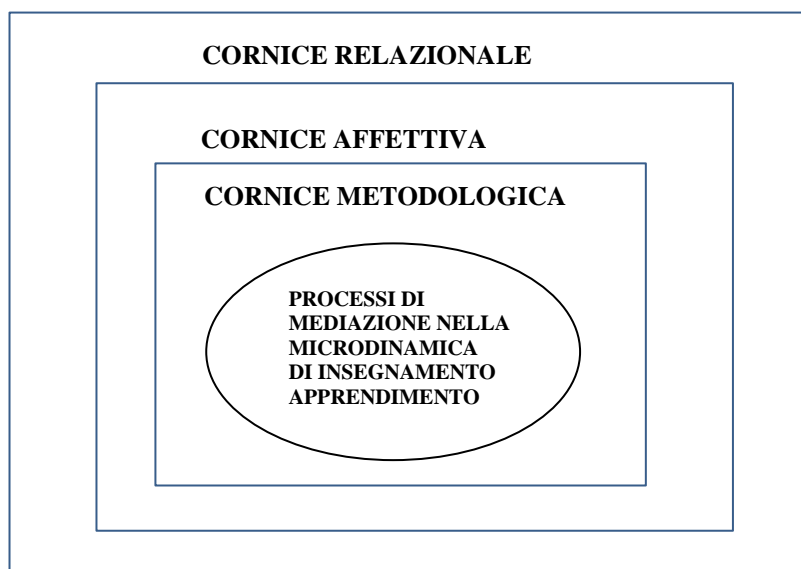 CORNICE RELAZIONALE
CORNICE AFFETTIVA
CORNICE METODOLOGICA
PROCESSI DI
MEDIAZIONE NELLA
MICRODINAMICA
DI INSEGNAMENTO
APPRENDIMENTO